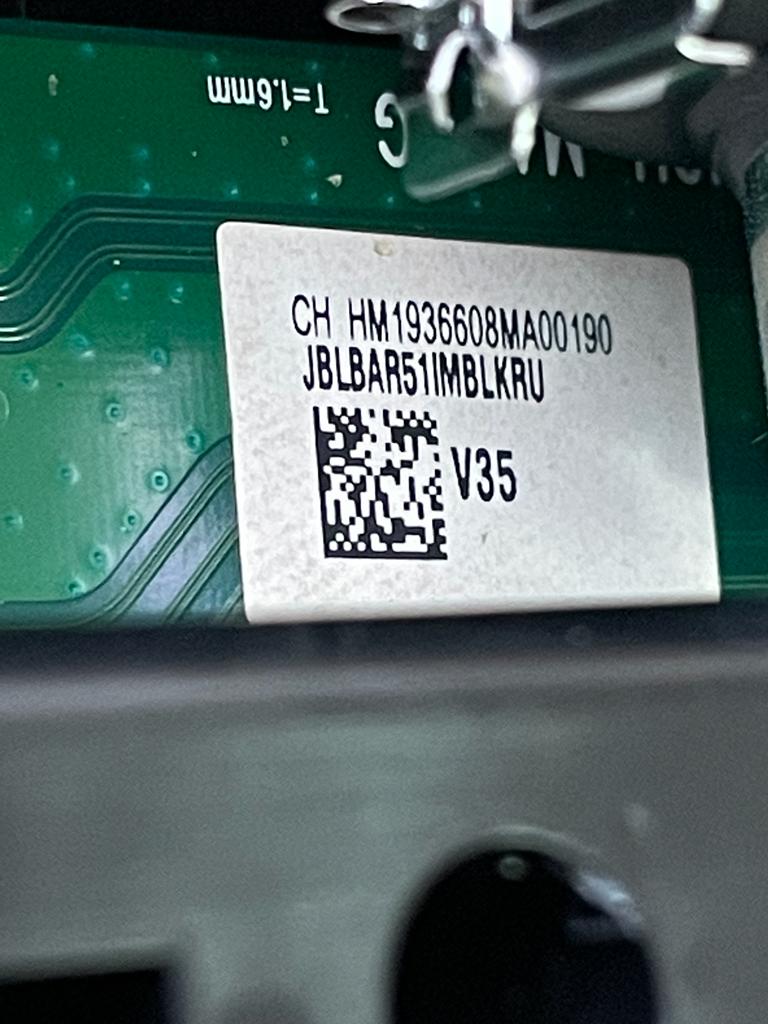 T=1.6mm
CH HM1936608MA00190
JBLBAR51IMBLKRU
V35